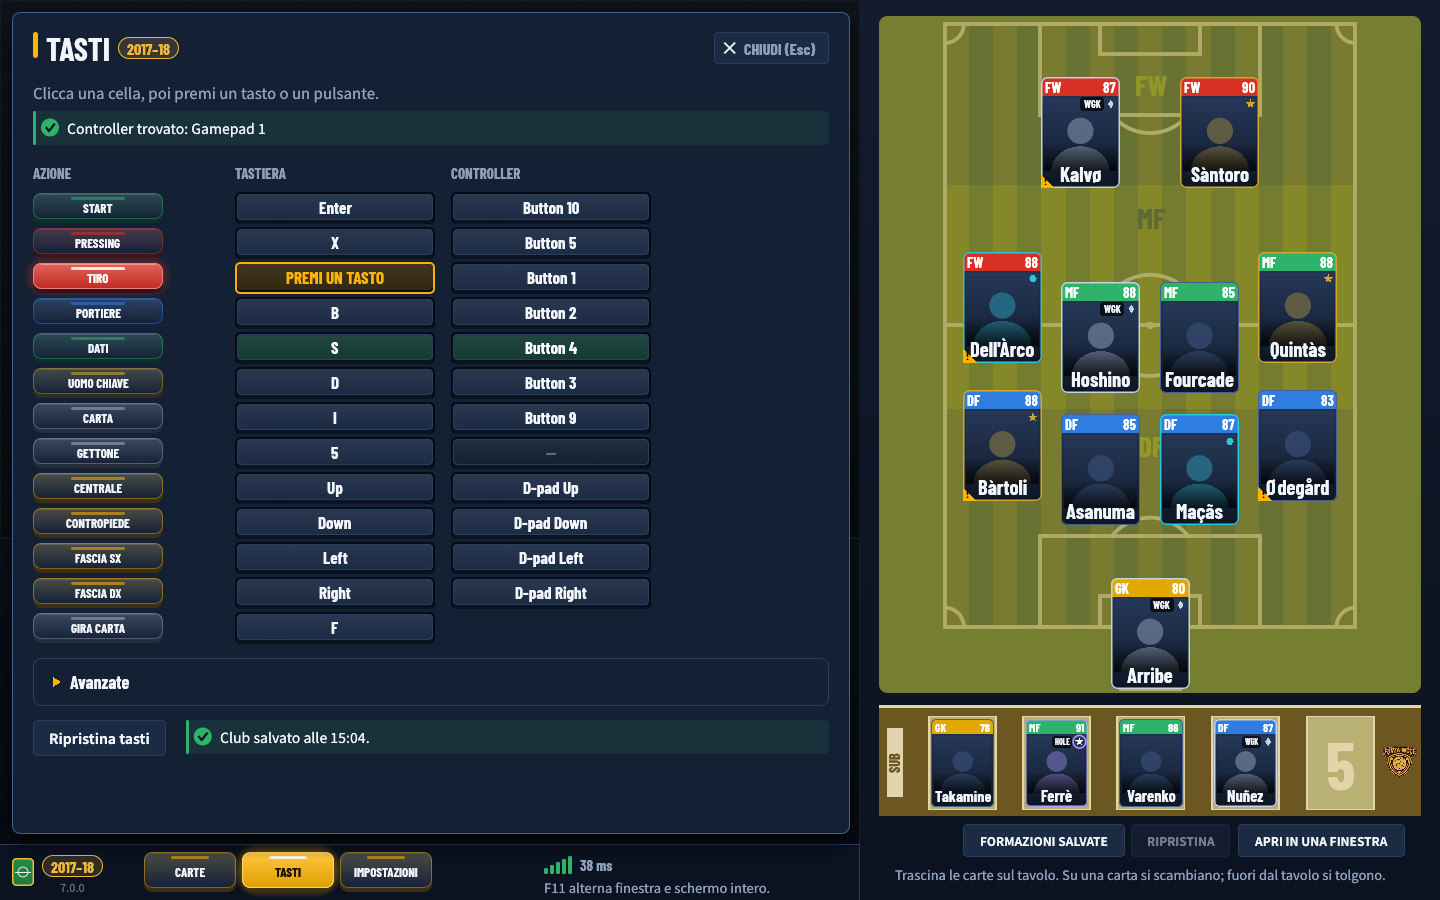 TASTI 2017-18
CHIUDI (Esc)
Clicca una cella, poi premi un tasto o un pulsante.
Controller trovato: Gamepad 1
AZIONE TASTIERA CONTROLLER
START Enter Button 10
PRESSING X Button 5
TIRO PREMI UN TASTO Button 1
PORTIERE B Button 2
DATI S Button 4
UOMO CHIAVE D Button 3
CARTA I Button 9
GETTONE 5 —
CENTRALE Up D-pad Up
CONTROPIEDE Down D-pad Down
FASCIA SX Left D-pad Left
FASCIA DX Right D-pad Right
GIRA CARTA F
Avanzate
Ripristina tasti
Club salvato alle 15:04.
2017-18
7.0.0
CARTE
TASTI
IMPOSTAZIONI
38 ms
F11 alterna finestra e schermo intero.
FW
FW 87
WGK
Kalvø
FW 90
Sàntoro
MF
FW 88
Dell'Àrco
MF 88
WGK
Hoshino
MF 85
Fourcade
MF 88
Quintàs
DF
DF 88
Bàrtoli
DF 85
Asanuma
DF 87
Maçãs
DF 83
Ødegård
GK 80
WGK
Arribe
SUB
GK 78
Takamine
MF 91
HOLE
Ferrè
MF 86
Varenko
DF 87
WGK
Nuñez
5
FORMAZIONI SALVATE
RIPRISTINA
APRI IN UNA FINESTRA
Trascina le carte sul tavolo. Su una carta si scambiano; fuori dal tavolo si tolgono.